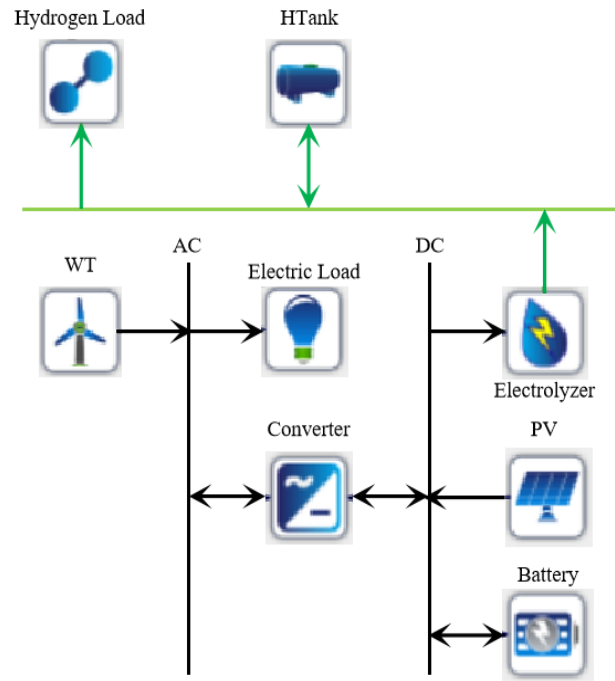 Hydrogen Load
HTank
AC
DC
WT
Electric Load
Electrolyzer
Converter
PV
Battery